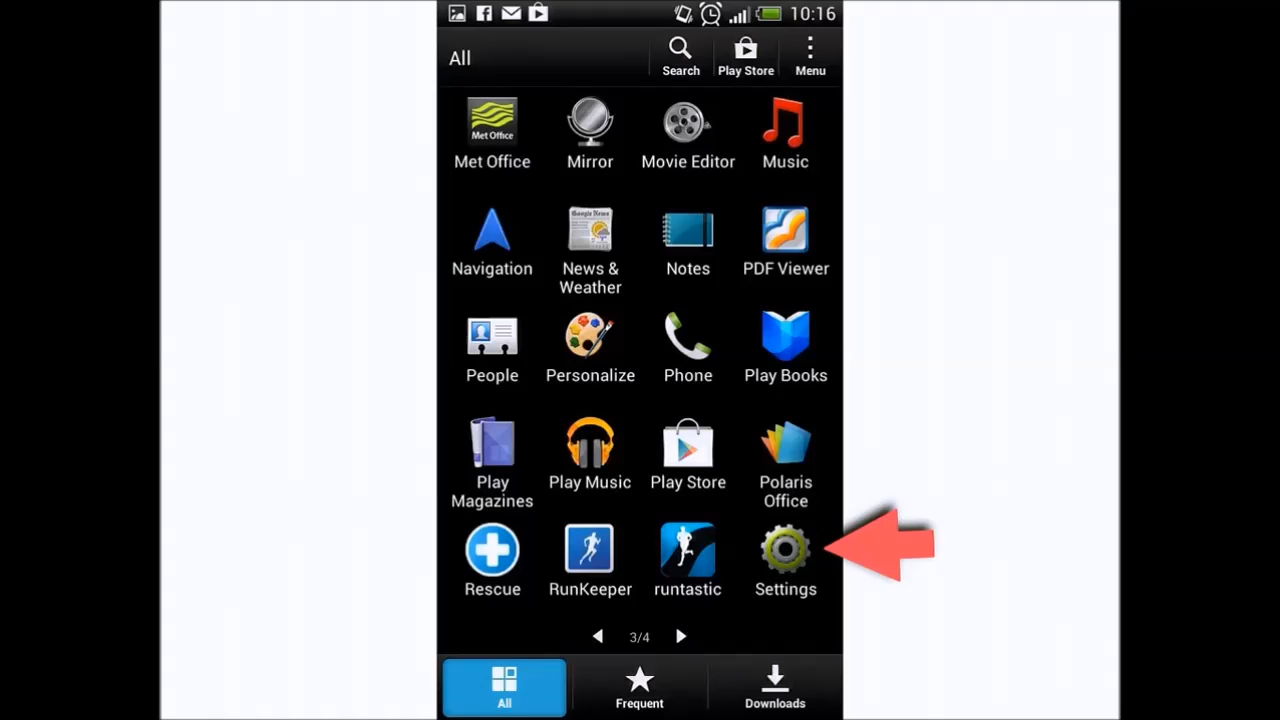 10:16
All
Search
Play Store
Menu
Met Office
Met Office
Mirror
Movie Editor
Music
Google News
Navigation
News &
Weather
Notes
PDF Viewer
People
Personalize
Phone
Play Books
Play
Magazines
Play Music
Play Store
Polaris
Office
Rescue
RunKeeper
runtastic
Settings
3/4
All
Frequent
Downloads